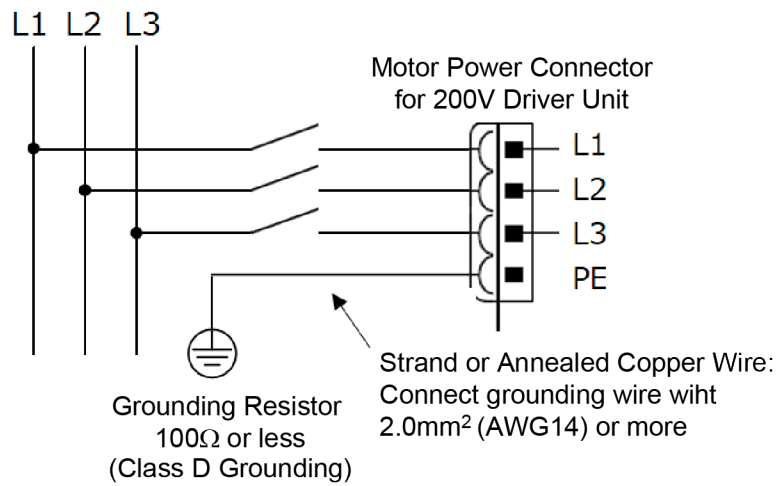 L1 L2 L3
Motor Power Connector
for 200V Driver Unit
L1
L2
L3
PE
Strand or Annealed Copper Wire:
Connect grounding wire wiht
2.0mm² (AWG14) or more
Grounding Resistor
100Ω or less
(Class D Grounding)